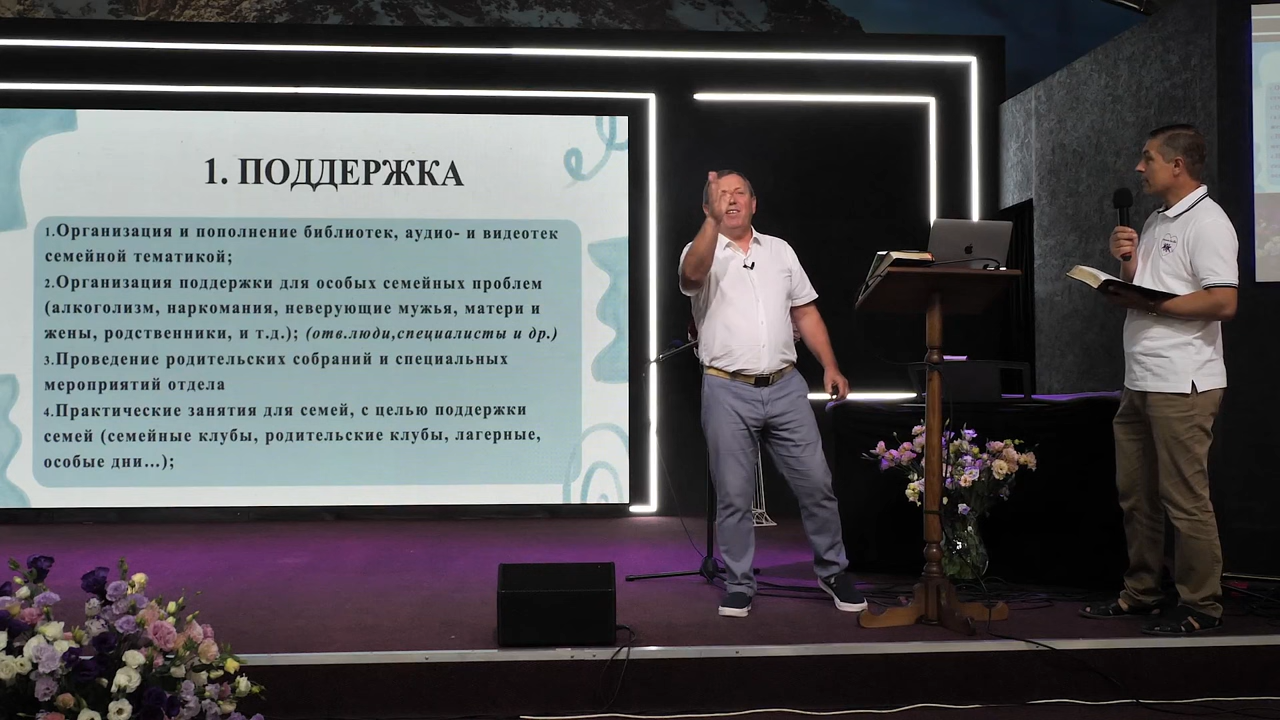 1. ПОДДЕРЖКА
1.Организация и пополнение библиотек, аудио- и видеотек
семейной тематикой;
2.Организация поддержки для особых семейных проблем
(алкоголизм, наркомания, неверующие мужья, матери и
жены, родственники, и т.д.); (отв.люди,специалисты и др.)
3.Проведение родительских собраний и специальных
мероприятий отдела
4.Практические занятия для семей, с целью поддержки
семей (семейные клубы, родительские клубы, лагерные,
особые дни...);